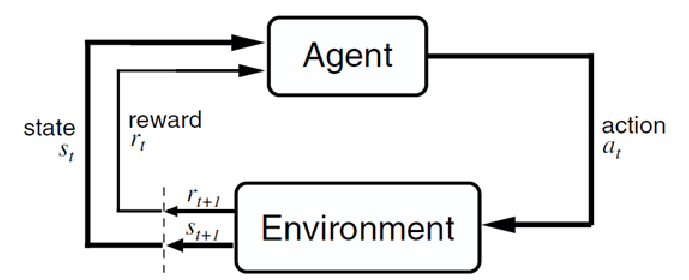 Agent
state
s_t
reward
r_t
action
a_t
r_{t+1}
s_{t+1}
Environment